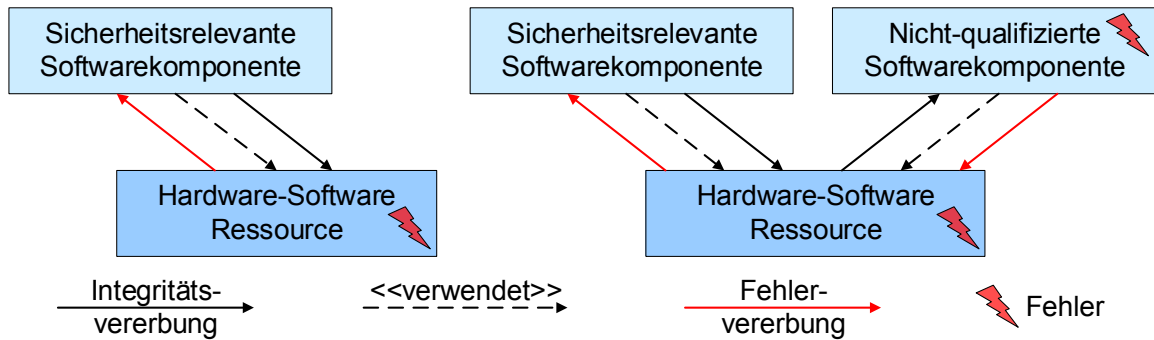 Sicherheitsrelevante
Softwarekomponente
Sicherheitsrelevante
Softwarekomponente
Nicht-qualifizierte
Softwarekomponente
Hardware-Software
Ressource
Hardware-Software
Ressource
Integritäts-
vererbung
<<verwendet>>
Fehler-
vererbung
Fehler